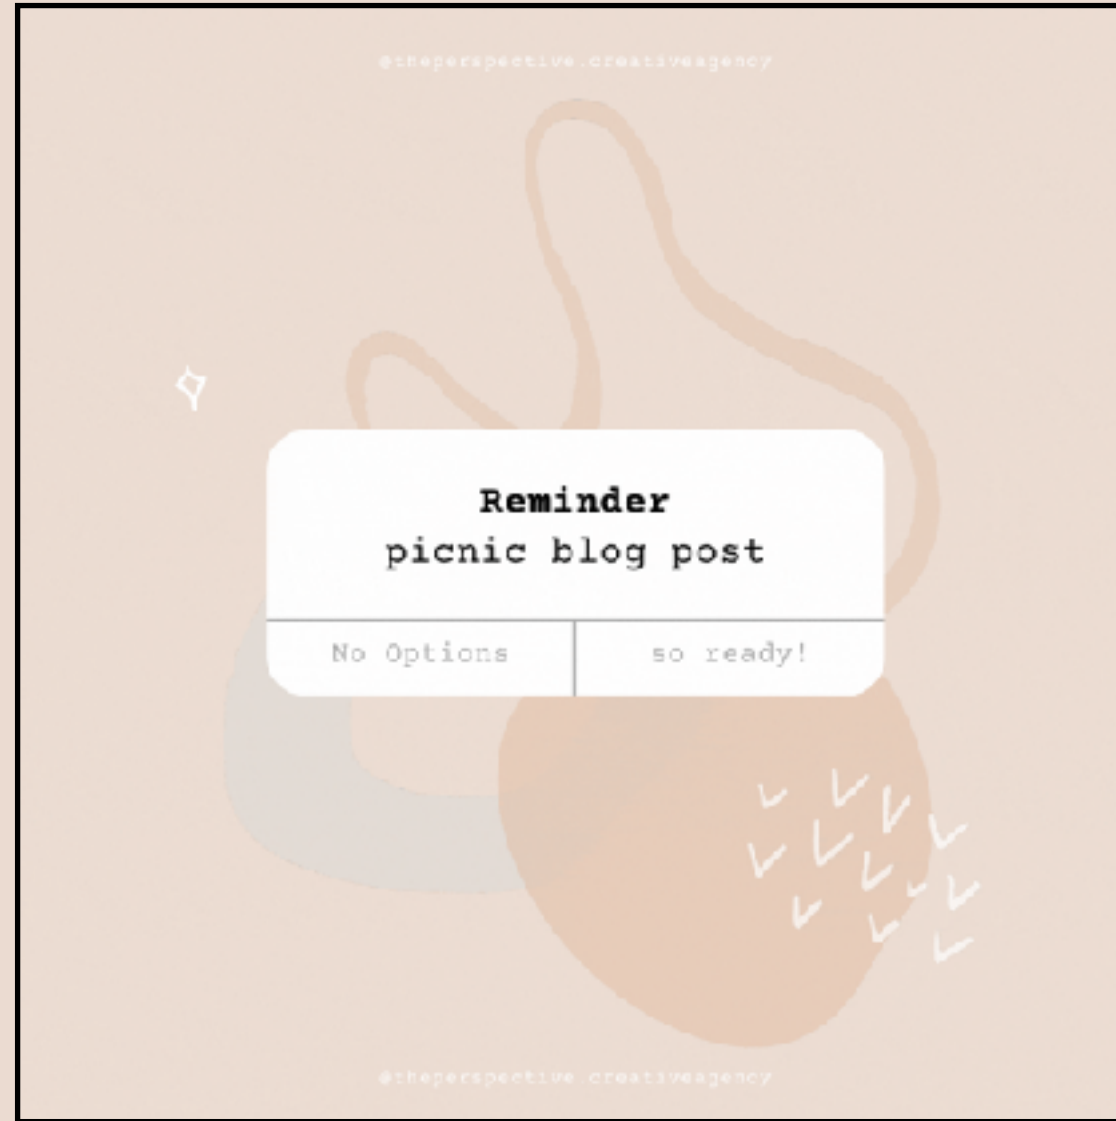 @theperspective.creativeagency
Reminder
picnic blog post
No Options
so ready!
@theperspective.creativeagency